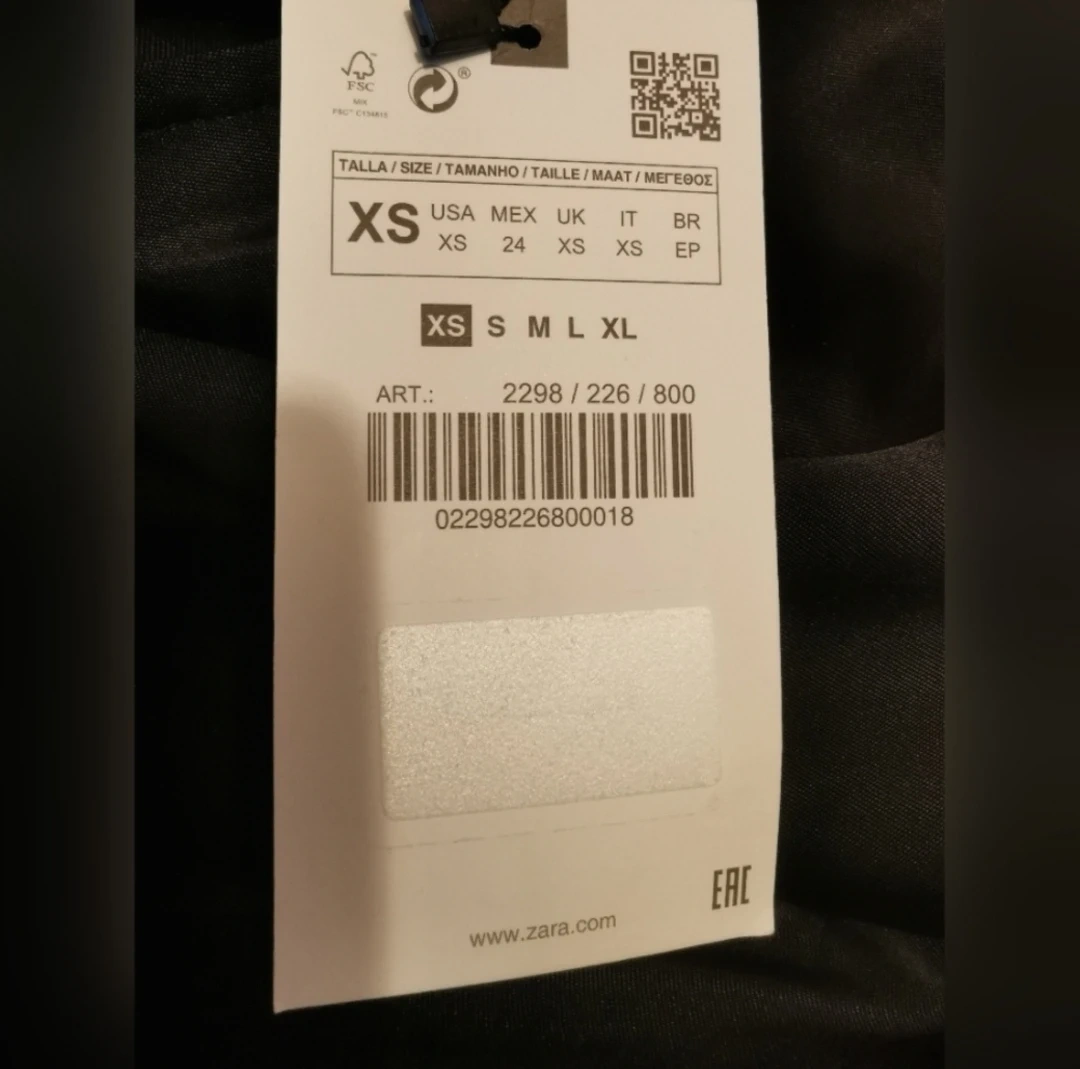 FSC
MIX
®
TALLA / SIZE / TAMANHO / TAILLE / MAAT / ΜΕΓΕΘΟΣ
XS USA MEX UK IT BR
XS 24 XS XS EP
XS S M L XL
ART.: 2298 / 226 / 800
02298226800018
EAC
www.zara.com